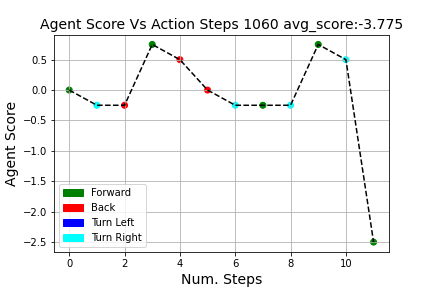 Agent Score Vs Action Steps 1060 avg_score:-3.775
Agent Score
0.5
0.0
−0.5
−1.0
−1.5
−2.0
−2.5
Forward
Back
Turn Left
Turn Right
0 2 4 6 8 10
Num. Steps